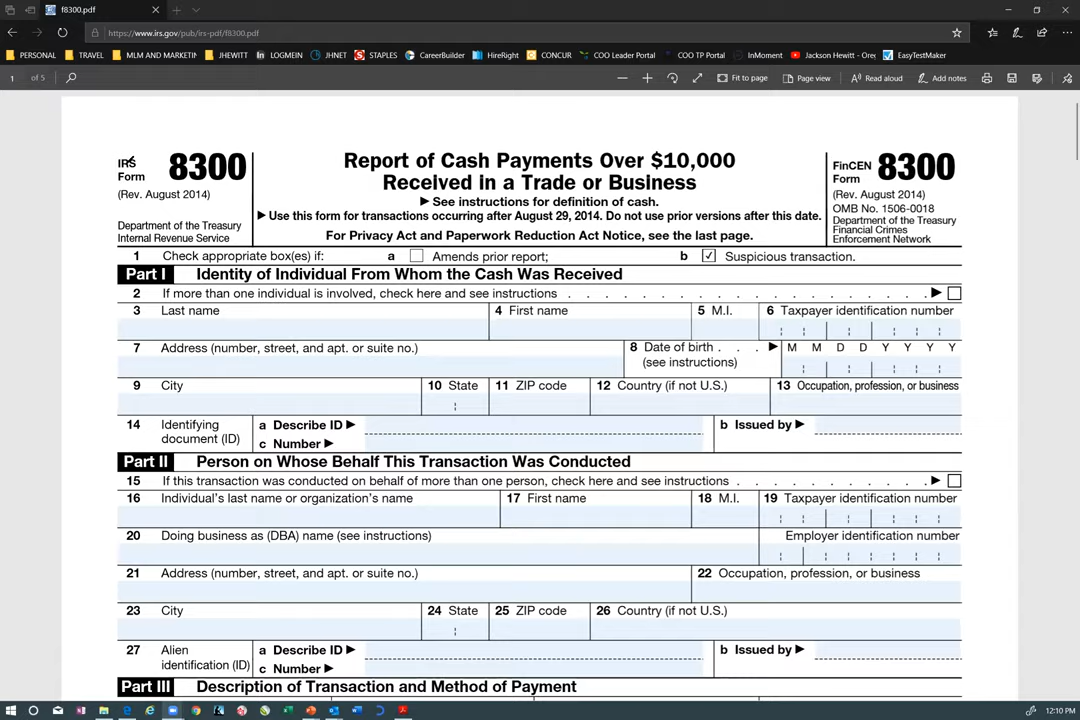 f8300.pdf
https://www.irs.gov/pub/irs-pdf/f8300.pdf
PERSONAL TRAVEL MLM AND MARKETIN JHEWITT LOGMEIN JHNET STAPLES CareerBuilder HireRight CONCUR COO Leader Portal COO TP Portal InMoment Jackson Hewitt - Ore EasyTestMaker
1 of 5 Fit to page Page view Read aloud Add notes
IRS Form 8300
(Rev. August 2014)
Department of the Treasury
Internal Revenue Service
Report of Cash Payments Over $10,000
Received in a Trade or Business
▶ See instructions for definition of cash.
▶ Use this form for transactions occurring after August 29, 2014. Do not use prior versions after this date.
For Privacy Act and Paperwork Reduction Act Notice, see the last page.
FinCEN Form 8300
(Rev. August 2014)
OMB No. 1506-0018
Department of the Treasury
Financial Crimes
Enforcement Network
1 Check appropriate box(es) if: a Amends prior report; b Suspicious transaction.
Part I Identity of Individual From Whom the Cash Was Received
2 If more than one individual is involved, check here and see instructions . . . . . . . . . . . . . . . . ▶
3 Last name 4 First name 5 M.I. 6 Taxpayer identification number
7 Address (number, street, and apt. or suite no.) 8 Date of birth . . . ▶ M M D D Y Y Y Y
(see instructions)
9 City 10 State 11 ZIP code 12 Country (if not U.S.) 13 Occupation, profession, or business
14 Identifying document (ID) a Describe ID ▶ b Issued by ▶
c Number ▶
Part II Person on Whose Behalf This Transaction Was Conducted
15 If this transaction was conducted on behalf of more than one person, check here and see instructions . . . . . . . . . ▶
16 Individual's last name or organization's name 17 First name 18 M.I. 19 Taxpayer identification number
20 Doing business as (DBA) name (see instructions) Employer identification number
21 Address (number, street, and apt. or suite no.) 22 Occupation, profession, or business
23 City 24 State 25 ZIP code 26 Country (if not U.S.)
27 Alien identification (ID) a Describe ID ▶ b Issued by ▶
c Number ▶
Part III Description of Transaction and Method of Payment
12:10 PM